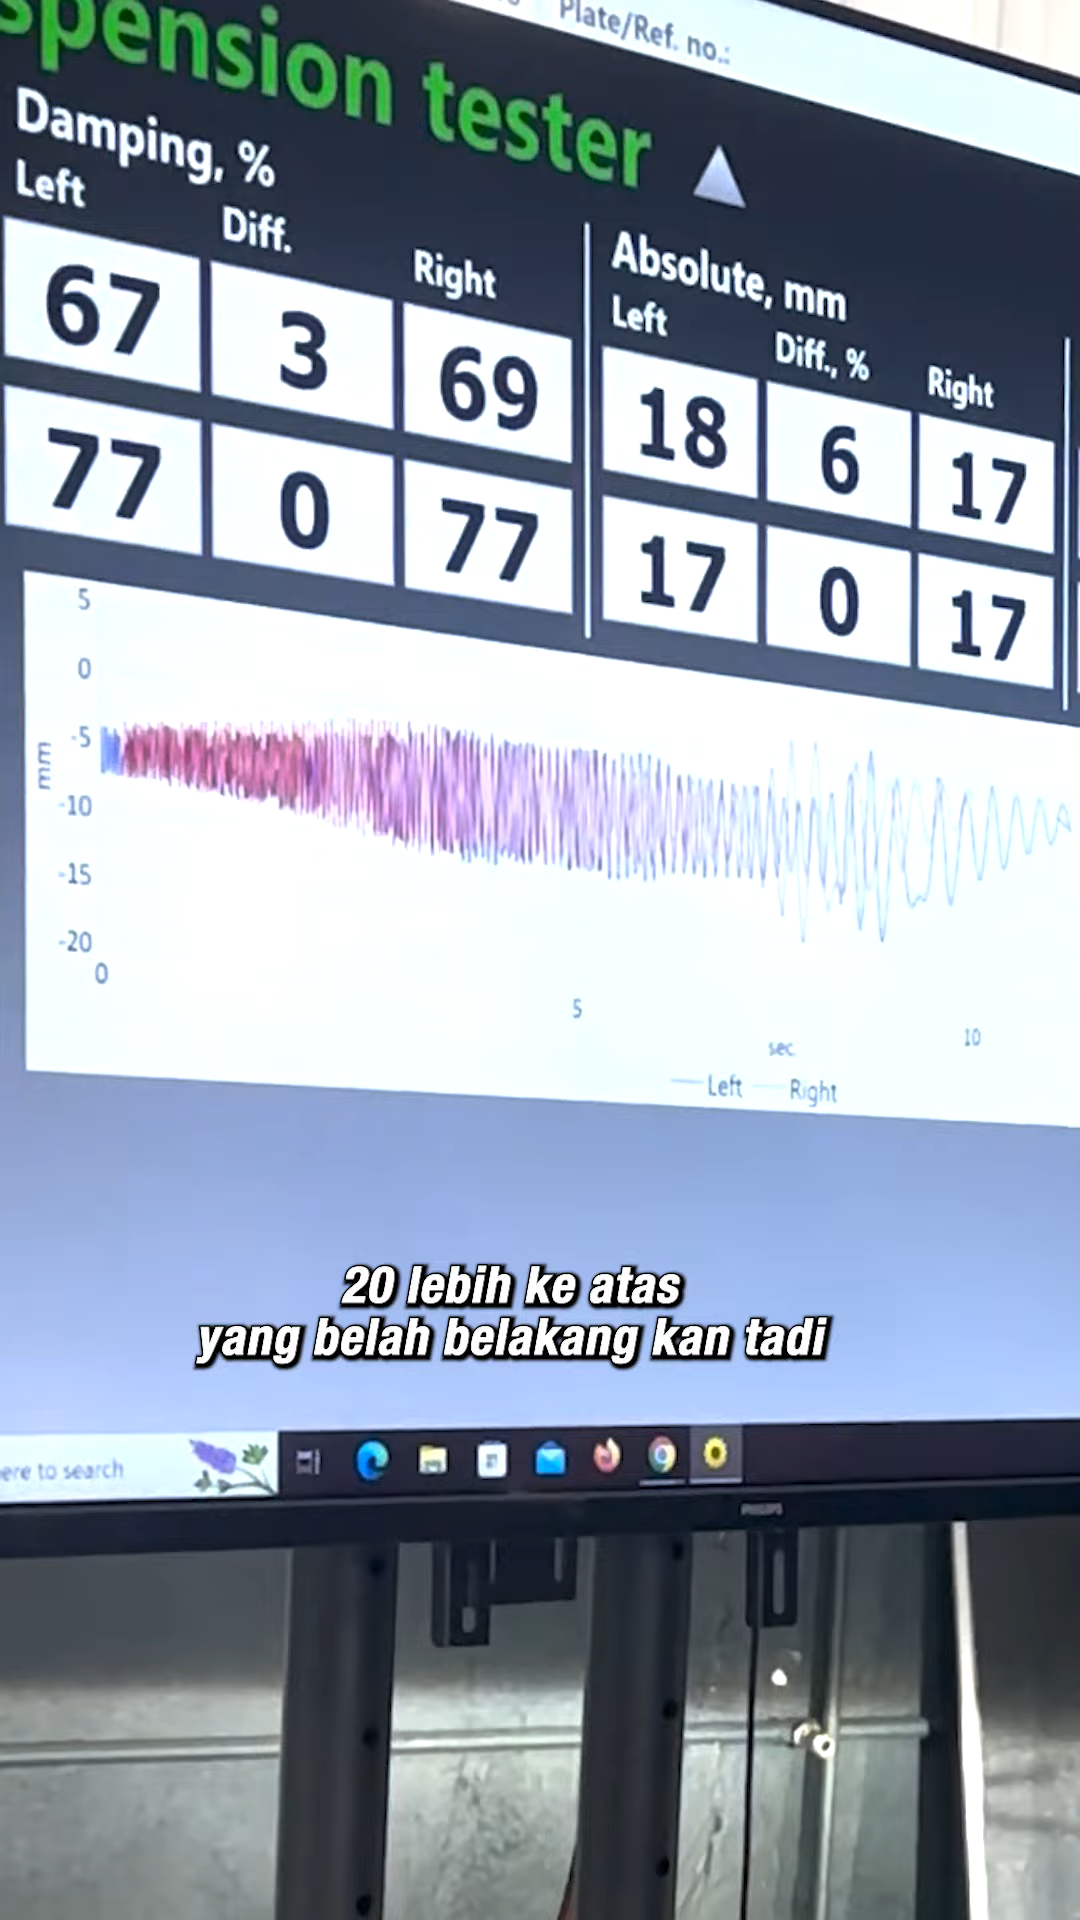 Plate/Ref. no.:
spension tester
Damping, %
Left Diff. Right
67 3 69
77 0 77
Absolute, mm
Left Diff., % Right
18 6 17
17 0 17
5
0
-5
-10
-15
-20
mm
0 5 10
sec
Left Right
20 lebih ke atas
yang belah belakang kan tadi
ere to search
PHILIPS